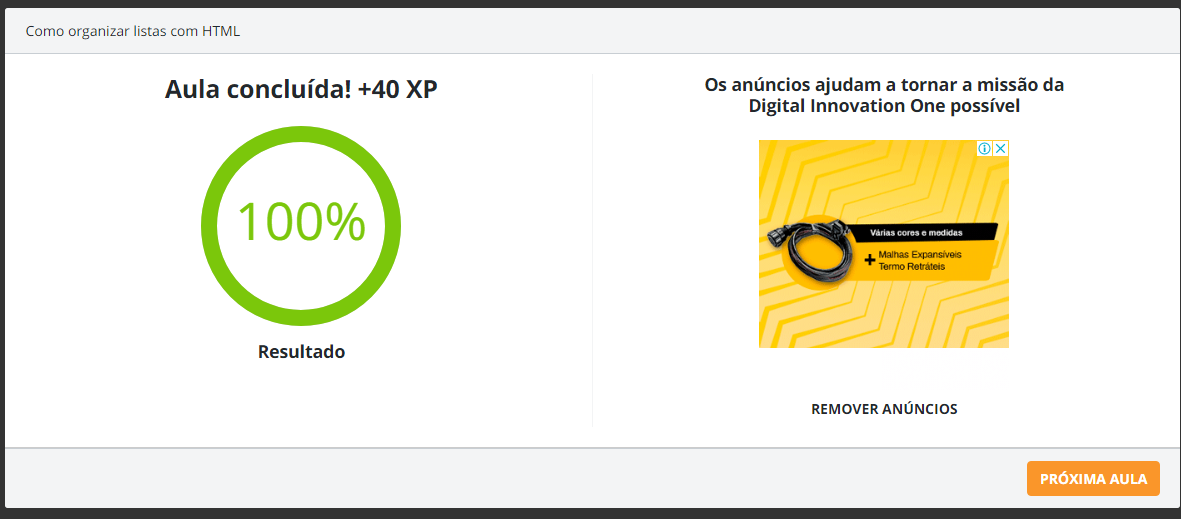 Como organizar listas com HTML
Aula concluída! +40 XP
100%
Resultado
Os anúncios ajudam a tornar a missão da
Digital Innovation One possível
Várias cores e medidas
+ Malhas Expansíveis
Termo Retráteis
REMOVER ANÚNCIOS
PRÓXIMA AULA